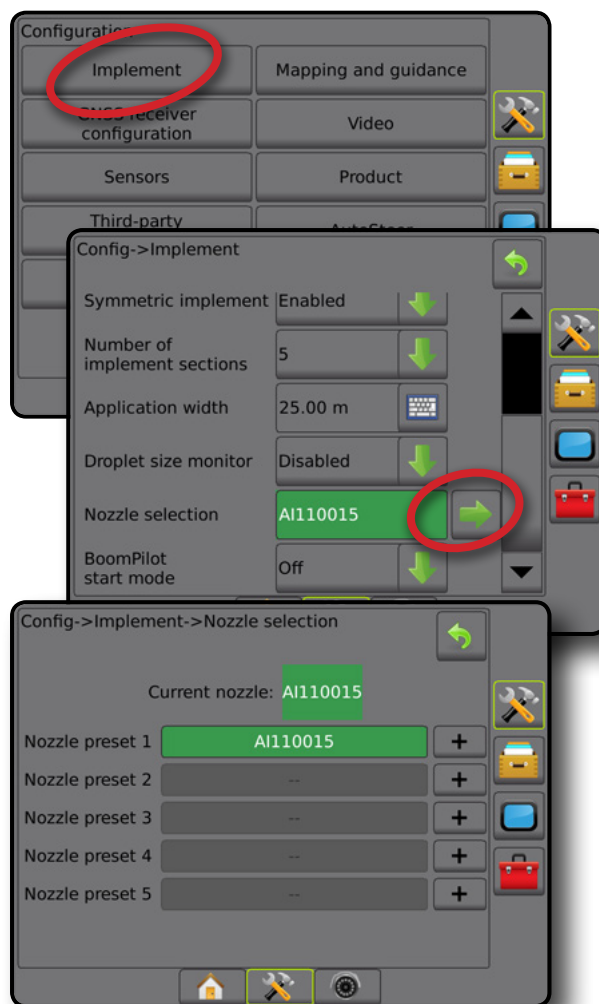 Configuration
Implement
Mapping and guidance
GNSS receiver
configuration
Video
Sensors
Product
Third-party
AutoSteer
Config->Implement
Symmetric implement Enabled
Number of
implement sections
5
Application width 25.00 m
Droplet size monitor Disabled
Nozzle selection AI110015
BoomPilot
start mode
Off
Config->Implement->Nozzle selection
Current nozzle: AI110015
Nozzle preset 1 AI110015 +
Nozzle preset 2 -- +
Nozzle preset 3 -- +
Nozzle preset 4 -- +
Nozzle preset 5 -- +